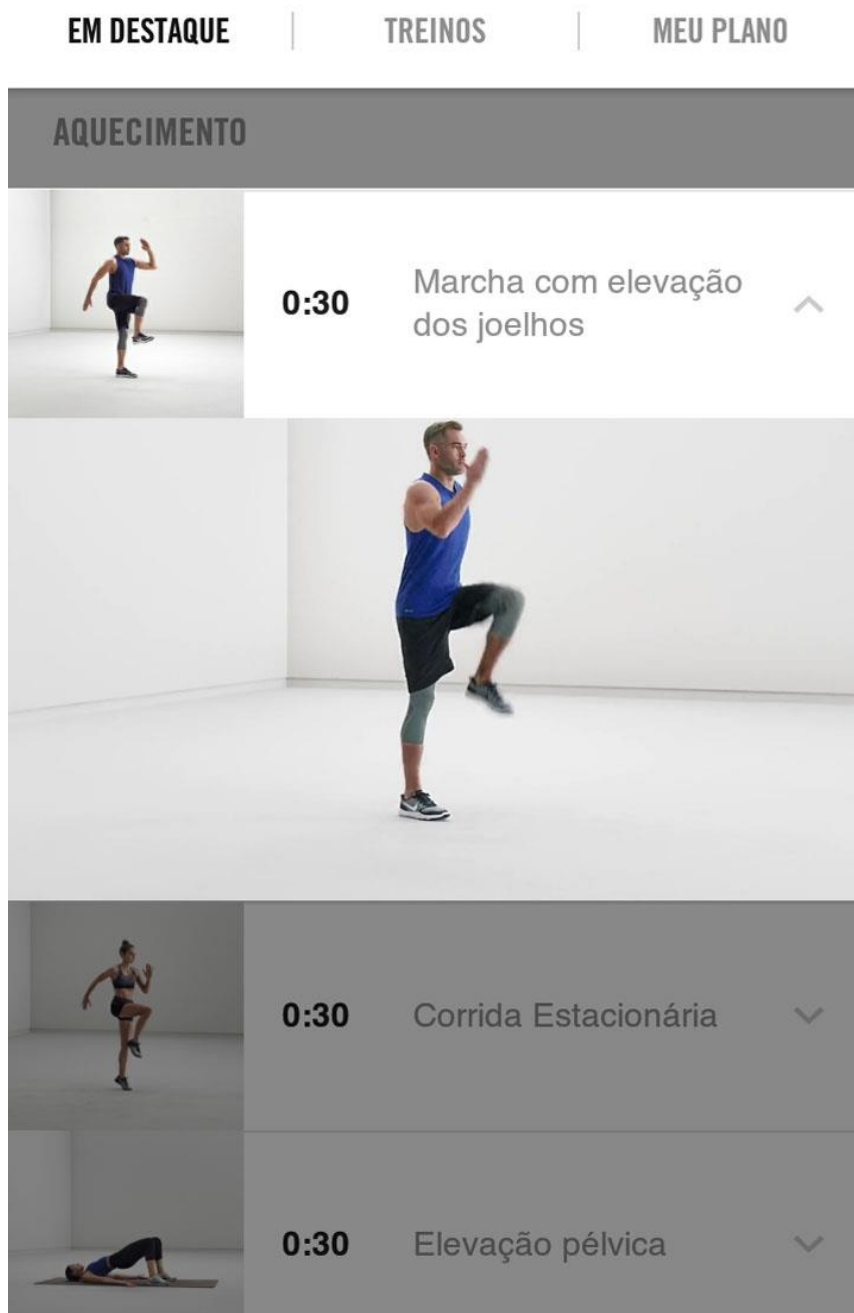 EM DESTAQUE
TREINOS
MEU PLANO
AQUECIMENTO
0:30
Marcha com elevação
dos joelhos
0:30
Corrida Estacionária
0:30
Elevação pélvica